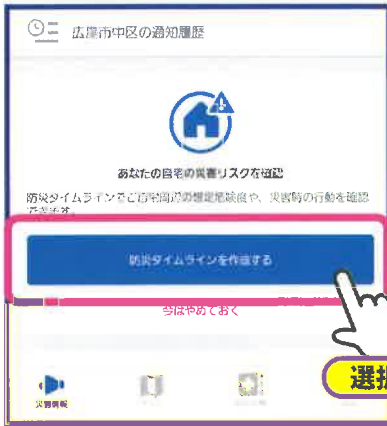 広島市中区の通知履歴
あなたの自宅の災害リスクを確認
防災タイムラインでご自宅周辺の想定危険度や、災害時の行動を確認
できます。
防災タイムラインを作成する
今はやめておく
災害情報
選択